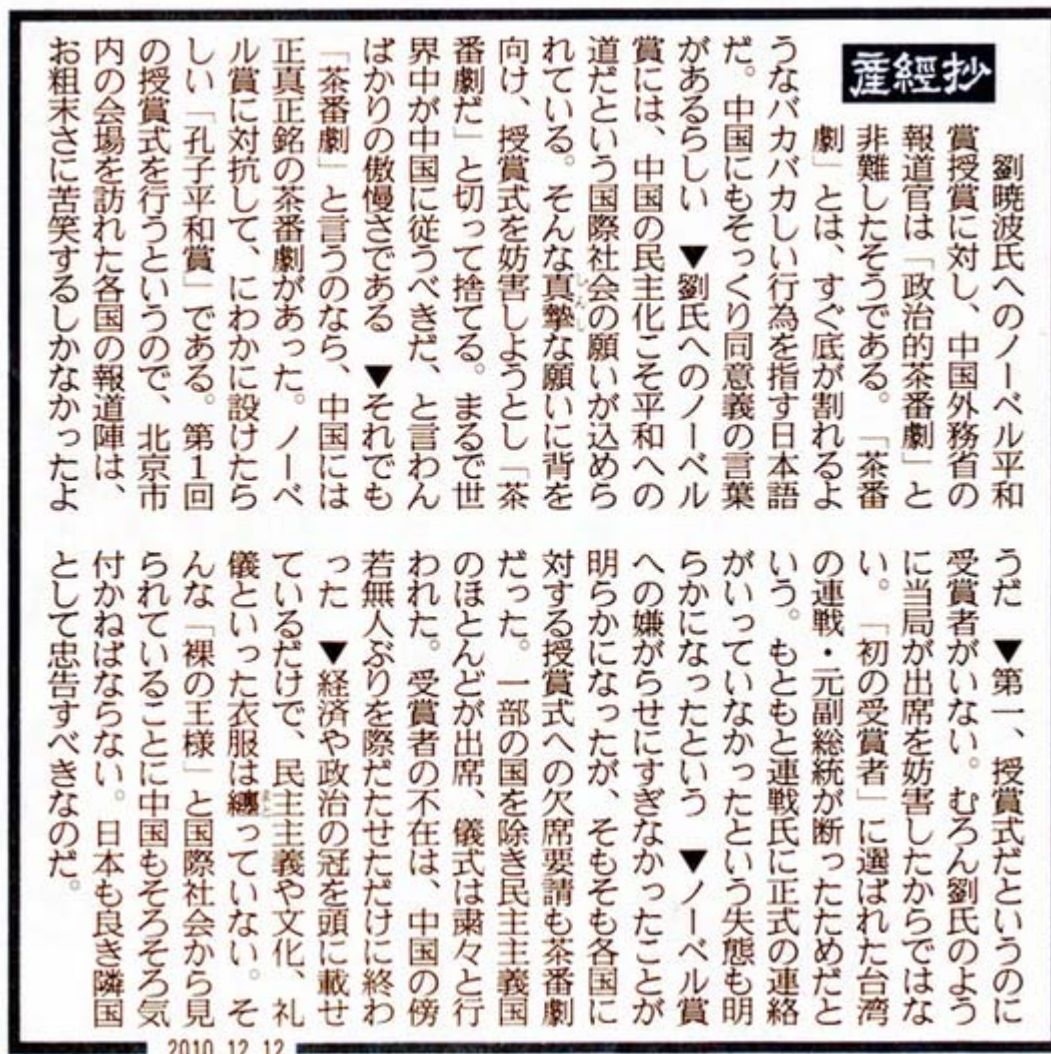 産經抄
劉暁波氏へのノーベル平和
賞授賞に対し、中国外務省の
報道官は「政治的茶番劇」と
非難したそうである。「茶番
劇」とは、すぐ底が割れるよ
うなバカバカしい行為を指す日本語
だ。中国にもそっくり同意義の言葉
があるらしい ▼劉氏へのノーベル
賞には、中国の民主化こそ平和への
道だという国際社会の願いが込めら
れている。そんな真摯しんしな願いに背を
向け、授賞式を妨害しようとし「茶
番劇だ」と切って捨てる。まるで世
界中が中国に従うべきだ、と言わん
ばかりの傲慢さである ▼それでも
「茶番劇」と言うのなら、中国には
正真正銘の茶番劇があった。ノーベ
ル賞に対抗して、にわかに設けたら
しい「孔子平和賞」である。第1回
の授賞式を行うというので、北京市
内の会場を訪れた各国の報道陣は、
お粗末さに苦笑するしかなかったよ
うだ ▼第一、授賞式だというのに
受賞者がいない。むろん劉氏のよう
に当局が出席を妨害したからではな
い。「初の受賞者」に選ばれた台湾
の連戦・元副総統が断ったためだと
いう。もともと連戦氏に正式の連絡
がいっていなかったという失態も明
らかになったという ▼ノーベル賞
への嫌がらせにすぎなかったことが
明らかになったが、そもそも各国に
対する授賞式への欠席要請も茶番劇
だった。一部の国を除き民主主義国
のほとんどが出席、儀式は粛々と行
われた。受賞者の不在は、中国の傍
若無人ぶりを際だたせただけに終わ
った ▼経済や政治の冠を頭に載せ
ているだけで、民主主義や文化、礼
儀といった衣服は纏まとっていない。そ
んな「裸の王様」と国際社会から見
られていることに中国もそろそろ気
付かねばならない。日本も良き隣国
として忠告すべきなのだ。
2010.12.12